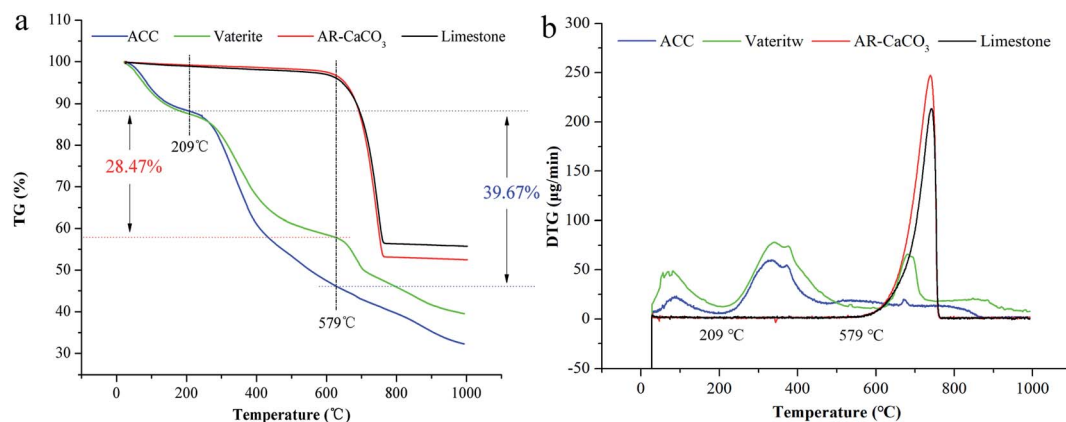 a
110
100
90
80
70
60
50
40
30
TG (%)
ACC Vaterite AR-CaCO3 Limestone
209℃
28.47%
39.67%
579℃
0 200 400 600 800 1000
Temperature (℃)
b
300
250
200
150
100
50
0
-50
DTG (μg/min)
ACC Vateritw AR-CaCO3 Limestone
209 ℃
579 ℃
0 200 400 600 800 1000
Temperature (℃)